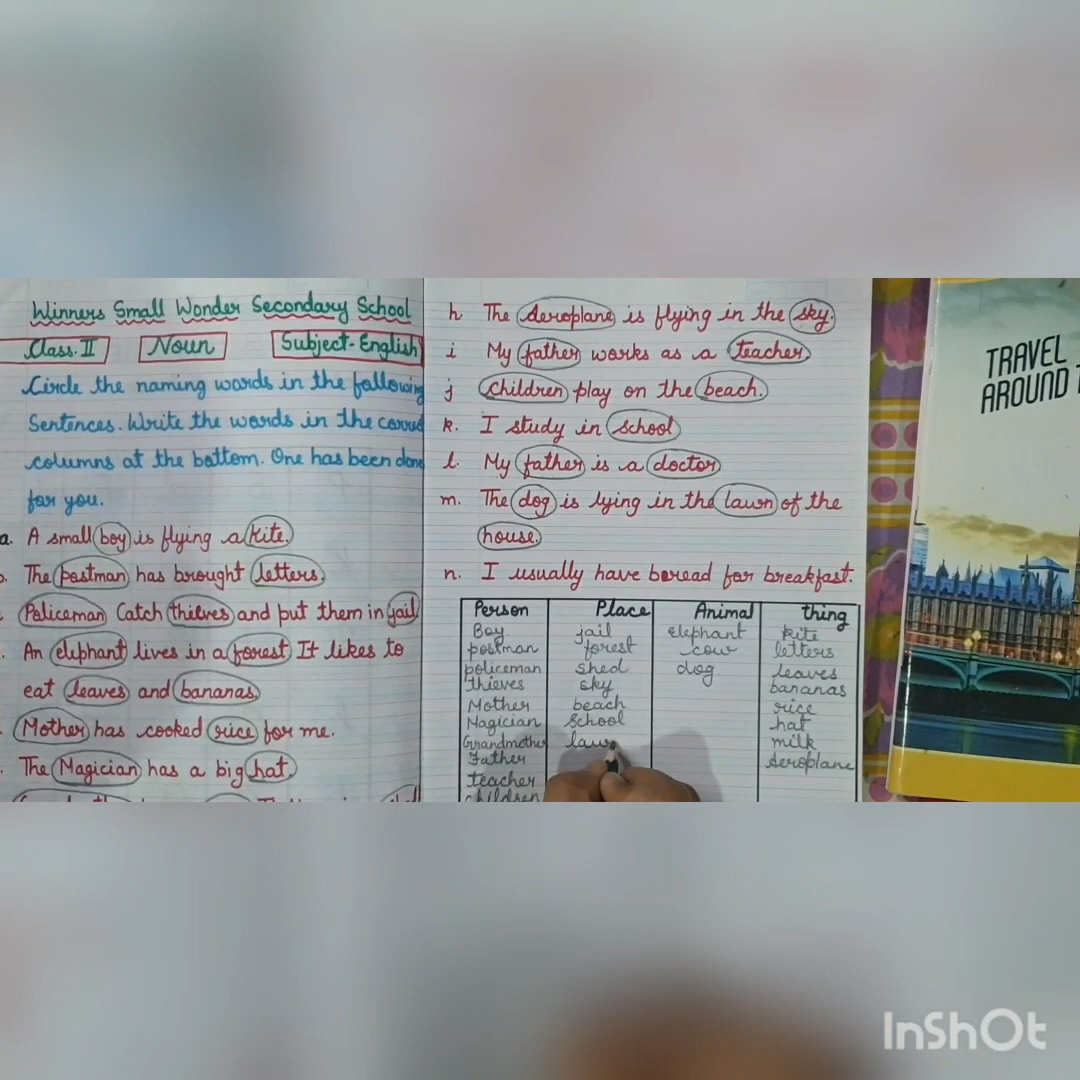 Winners Small Wonder Secondary School
Class. II Noun Subject-English
Circle the naming words in the following
Sentences. Write the words in the
columns at the bottom. One has been done
for you.
a. A small boy is flying a kite.
The postman has brought letters.
Policeman Catch thieves and put them in jail
An elephant lives in a forest It likes to
eat leaves and bananas.
Mother has cooked rice for me.
The Magician has a big hat.
h. The Aeroplane is flying in the sky.
i My father works as a teacher
j Children play on the beach.
k. I study in school
l. My father is a doctor
m. The dog is lying in the lawn of the
house.
n. I usually have bread for breakfast.
Person Place Animal thing
Boy jail elephant kite
postman forest cow letters
policeman shed dog leaves
thieves sky bananas
Mother beach rice
Magician School hat
Grandmother law milk
Father Aeroplane
teacher
children
TRAVEL
AROUND
InShOt